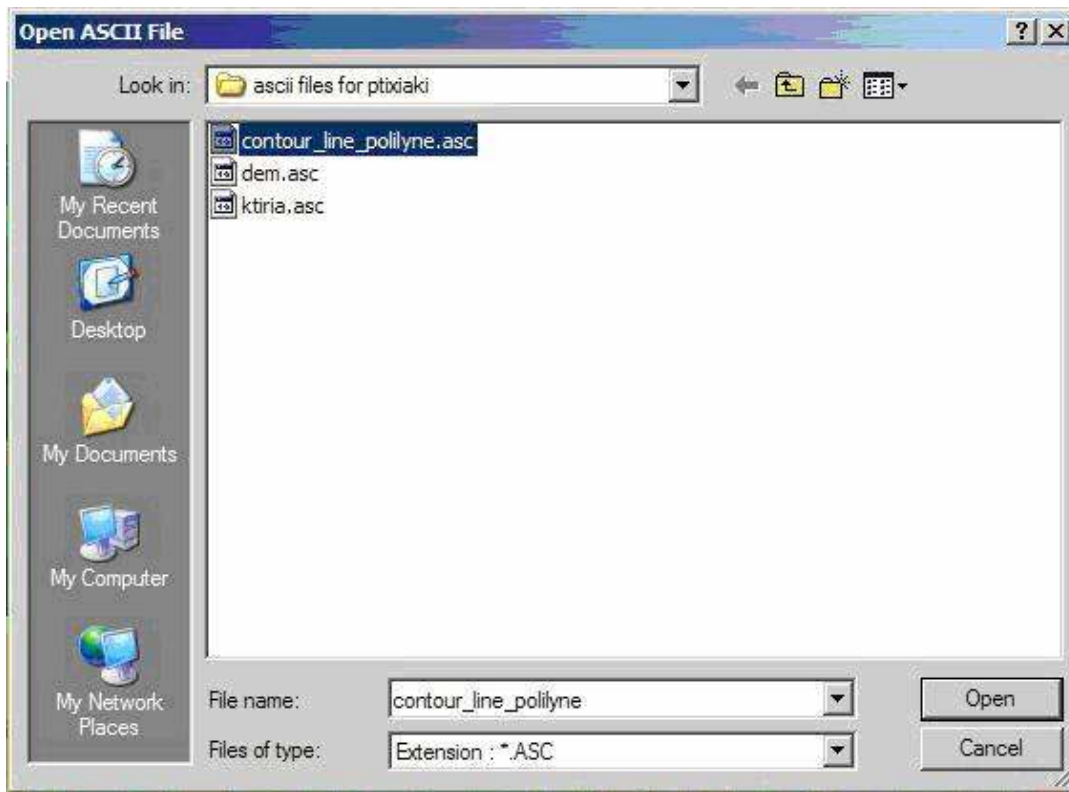 Open ASCII File
Look in: ascii files for ptixiaki
contour_line_polilyne.asc
dem.asc
ktiria.asc
My Recent
Documents
Desktop
My Documents
My Computer
My Network
Places
File name: contour_line_polilyne Open
Files of type: Extension : *.ASC Cancel